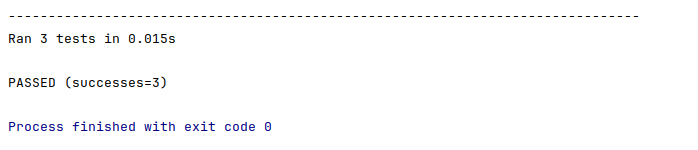 -------------------------------------------------------------------------------
Ran 3 tests in 0.015s
PASSED (successes=3)
Process finished with exit code 0